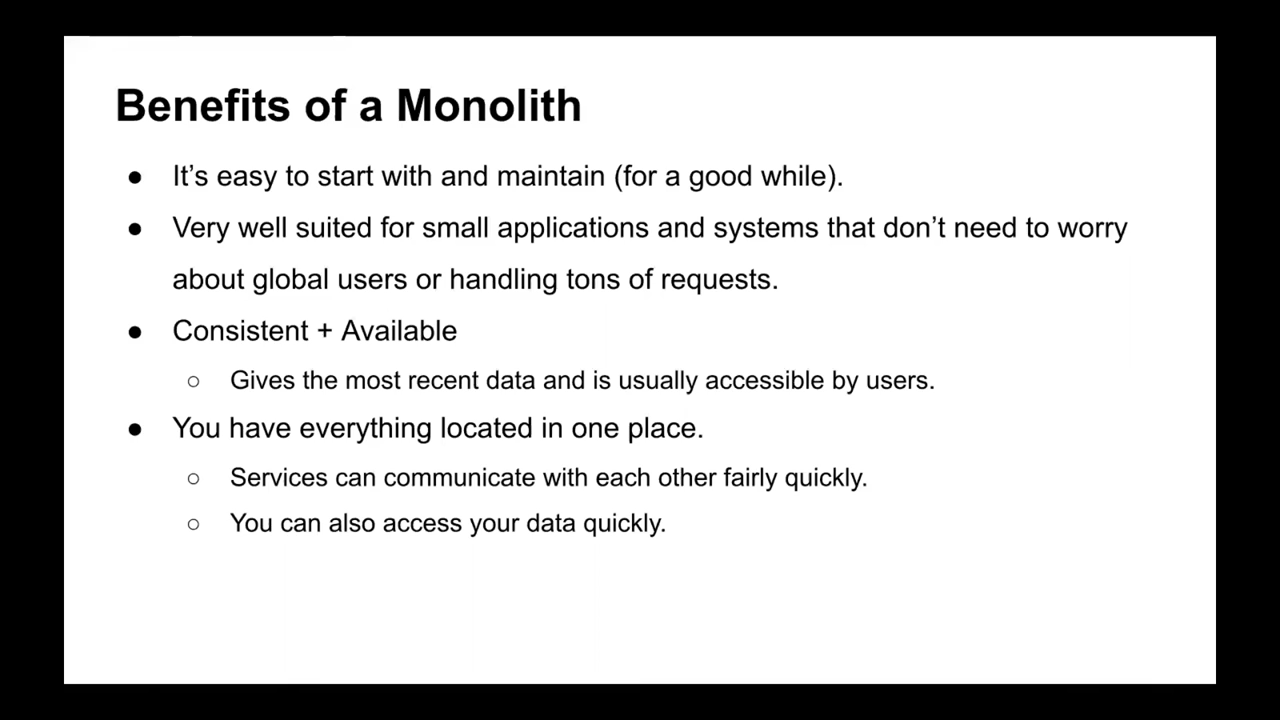 Benefits of a Monolith
● It’s easy to start with and maintain (for a good while).
● Very well suited for small applications and systems that don’t need to worry
about global users or handling tons of requests.
● Consistent + Available
○ Gives the most recent data and is usually accessible by users.
● You have everything located in one place.
○ Services can communicate with each other fairly quickly.
○ You can also access your data quickly.